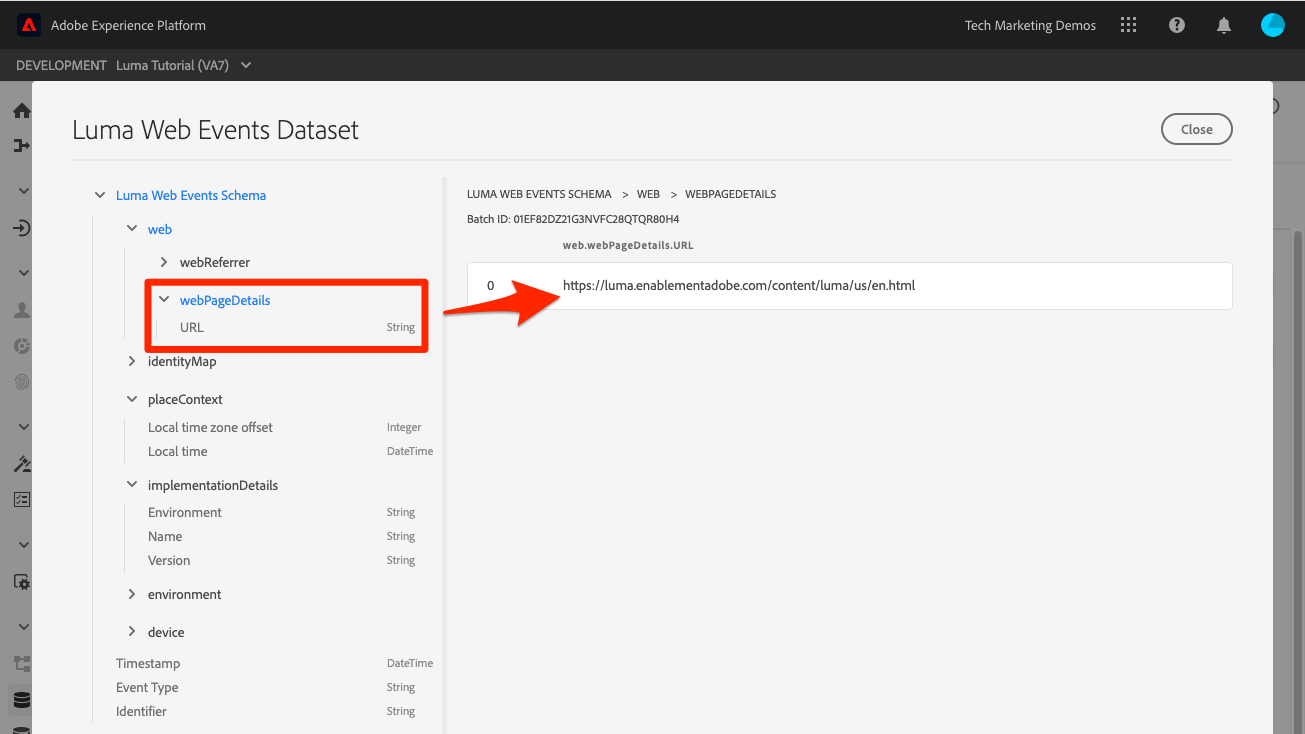 Adobe Experience Platform
Tech Marketing Demos
DEVELOPMENT Luma Tutorial (VA7)
Luma Web Events Dataset
Close
Luma Web Events Schema
web
webReferrer
webPageDetails
URL String
identityMap
placeContext
Local time zone offset Integer
Local time DateTime
implementationDetails
Environment String
Name String
Version String
environment
device
Timestamp DateTime
Event Type String
Identifier String
LUMA WEB EVENTS SCHEMA > WEB > WEBPAGEDETAILS
Batch ID: 01EF82DZ21G3NVFC28QTQR80H4
web.webPageDetails.URL
0 https://luma.enablementadobe.com/content/luma/us/en.html